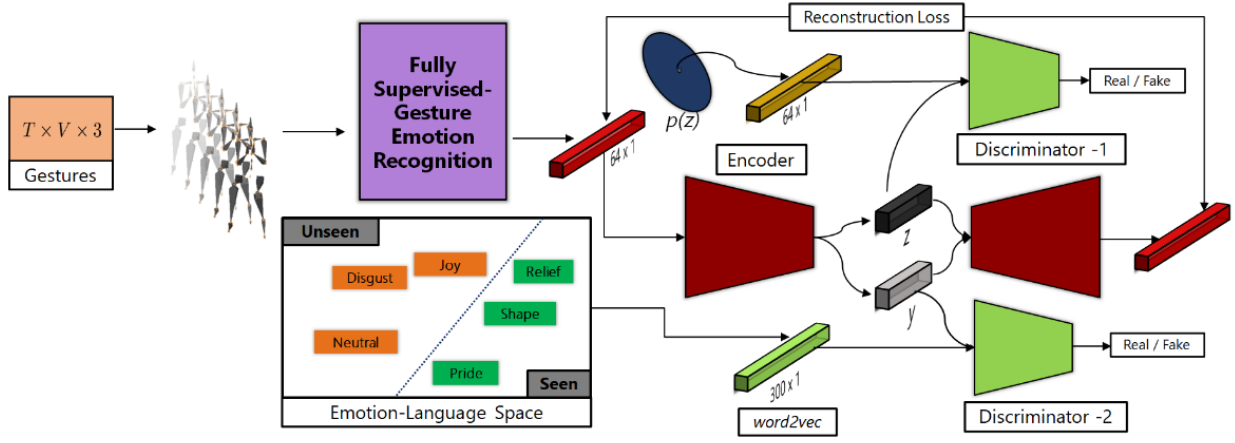 T × V × 3
Gestures
Fully
Supervised-
Gesture
Emotion
Recognition
64 x 1
Reconstruction Loss
p(z)
64 x 1
Real / Fake
Discriminator -1
Encoder
z
y
Unseen
Disgust
Joy
Relief
Shape
Neutral
Pride
Seen
Emotion-Language Space
300 x 1
word2vec
Real / Fake
Discriminator -2